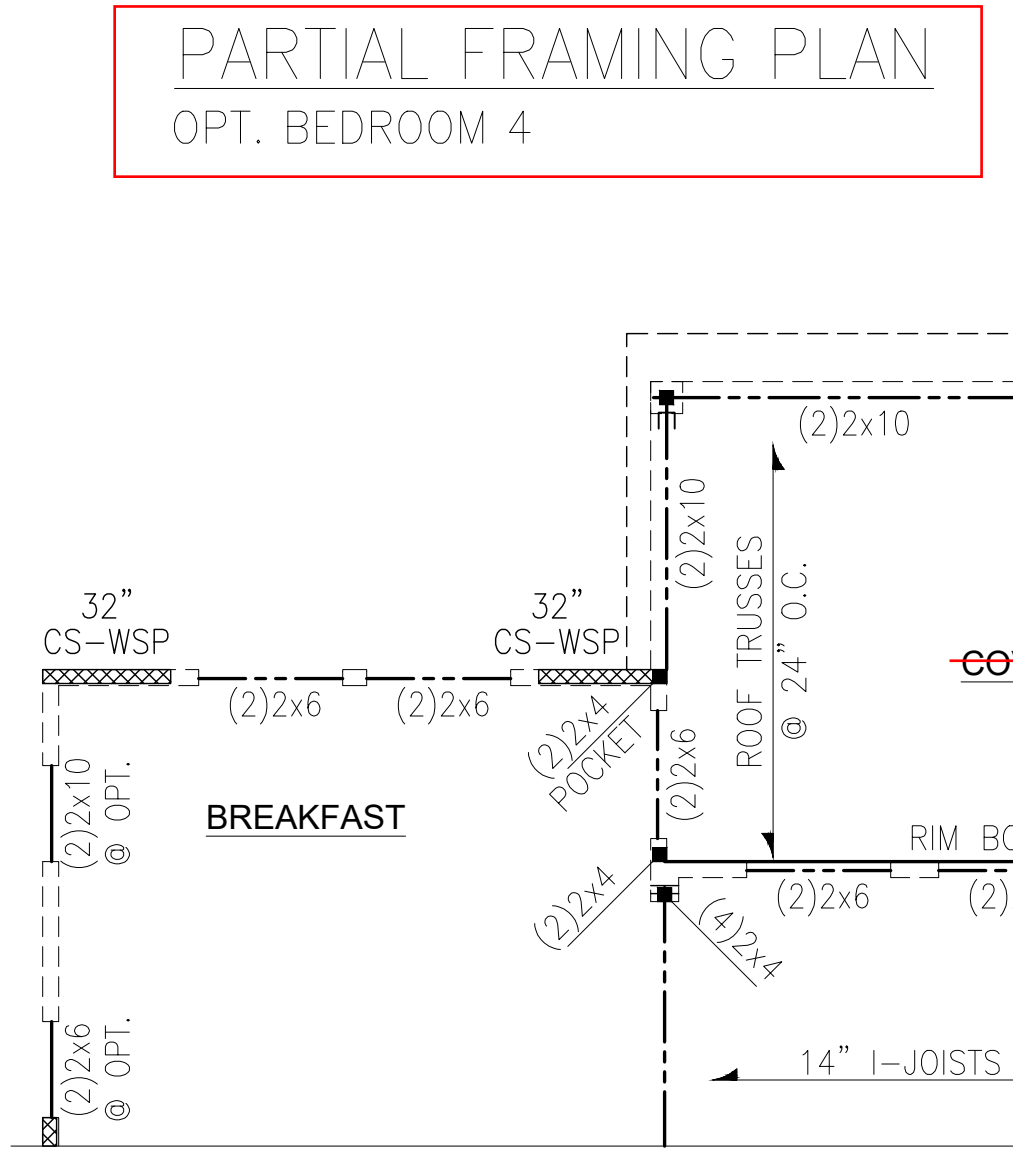 PARTIAL FRAMING PLAN
OPT. BEDROOM 4
(2)2x10
(2)2x10
ROOF TRUSSES
@ 24" O.C.
32"
CS-WSP
32"
CS-WSP
(2)2x6
(2)2x6
(2)2x4
POCKET
(2)2x6
(2)2x10
@ OPT.
BREAKFAST
RIM
(2)2x6
(2)
(2)2x4
(4)2x4
(2)2x6
@ OPT.
14" I-JOISTS